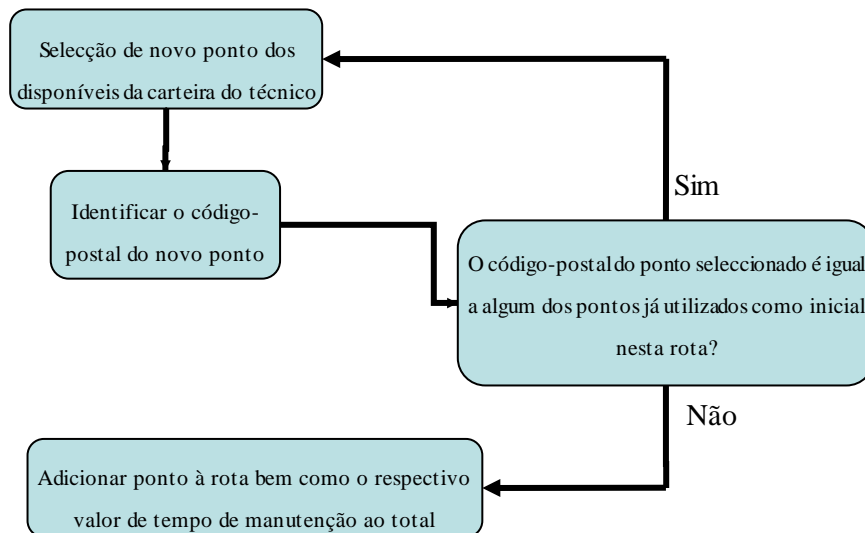 Selecção de novo ponto dos
disponíveis da carteira do técnico
Identificar o código-
postal do novo ponto
Sim
O código-postal do ponto seleccionado é igual
a algum dos pontos já utilizados como inicial
nesta rota?
Não
Adicionar ponto à rota bem como o respectivo
valor de tempo de manutenção ao total